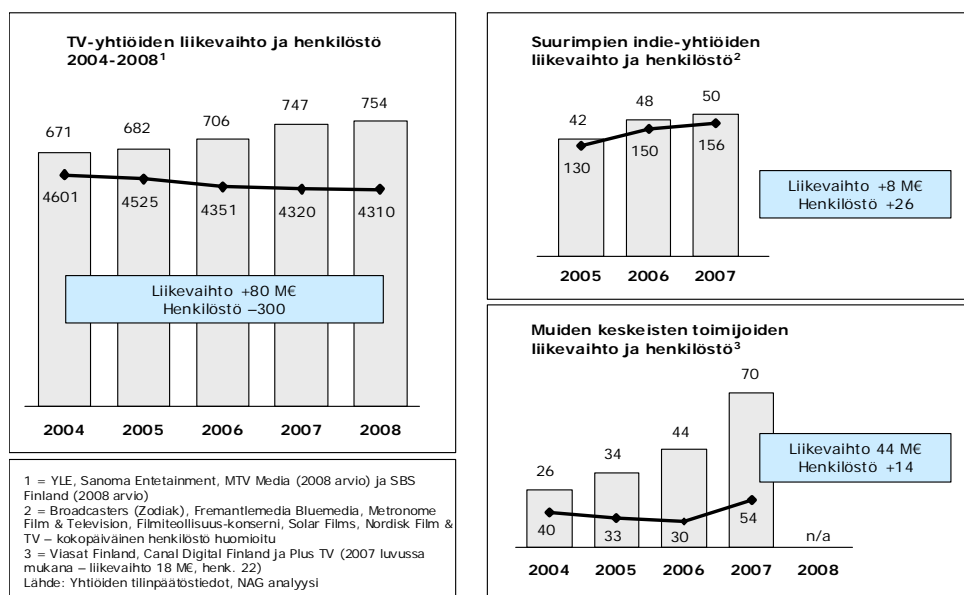 TV-yhtiöiden liikevaihto ja henkilöstö
2004-2008¹
671
682
706
747
754
4601
4525
4351
4320
4310
Liikevaihto +80 M€
Henkilöstö –300
2004 2005 2006 2007 2008
1 = YLE, Sanoma Entetainment, MTV Media (2008 arvio) ja SBS
Finland (2008 arvio)
2 = Broadcasters (Zodiak), Fremantlemedia Bluemedia, Metronome
Film & Television, Filmiteollisuus-konserni, Solar Films, Nordisk Film &
TV – kokopäiväinen henkilöstö huomioitu
3 = Viasat Finland, Canal Digital Finland ja Plus TV (2007 luvussa
mukana – liikevaihto 18 M€, henk. 22)
Lähde: Yhtiöiden tilinpäätöstiedot, NAG analyysi
Suurimpien indie-yhtiöiden
liikevaihto ja henkilöstö²
42
48
50
130
150
156
Liikevaihto +8 M€
Henkilöstö +26
2005 2006 2007
Muiden keskeisten toimijoiden
liikevaihto ja henkilöstö³
26
34
44
70
40
33
30
54
n/a
Liikevaihto 44 M€
Henkilöstö +14
2004 2005 2006 2007 2008